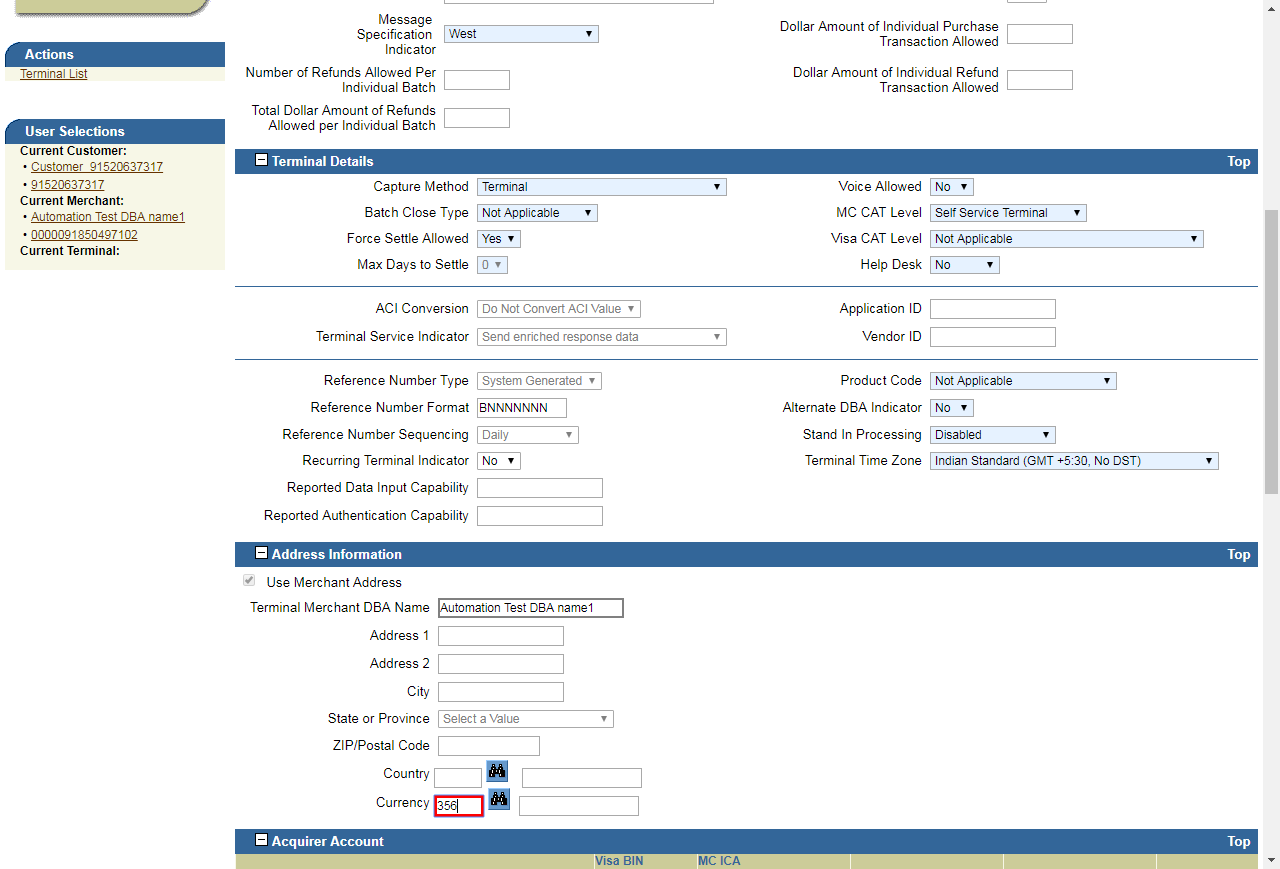 Actions
Terminal List
User Selections
Current Customer:
• Customer_91520637317
• 91520637317
Current Merchant:
• Automation Test DBA name1
• 0000091850497102
Current Terminal:
Message Specification Indicator West
Dollar Amount of Individual Purchase Transaction Allowed
Number of Refunds Allowed Per Individual Batch
Dollar Amount of Individual Refund Transaction Allowed
Total Dollar Amount of Refunds Allowed per Individual Batch
Terminal Details Top
Capture Method Terminal Voice Allowed No
Batch Close Type Not Applicable MC CAT Level Self Service Terminal
Force Settle Allowed Yes Visa CAT Level Not Applicable
Max Days to Settle 0 Help Desk No
ACI Conversion Do Not Convert ACI Value Application ID
Terminal Service Indicator Send enriched response data Vendor ID
Reference Number Type System Generated Product Code Not Applicable
Reference Number Format BNNNNNNN Alternate DBA Indicator No
Reference Number Sequencing Daily Stand In Processing Disabled
Recurring Terminal Indicator No Terminal Time Zone Indian Standard (GMT +5:30, No DST)
Reported Data Input Capability
Reported Authentication Capability
Address Information Top
Use Merchant Address
Terminal Merchant DBA Name Automation Test DBA name1
Address 1
Address 2
City
State or Province Select a Value
ZIP/Postal Code
Country
Currency 356
Acquirer Account Top
Visa BIN MC ICA